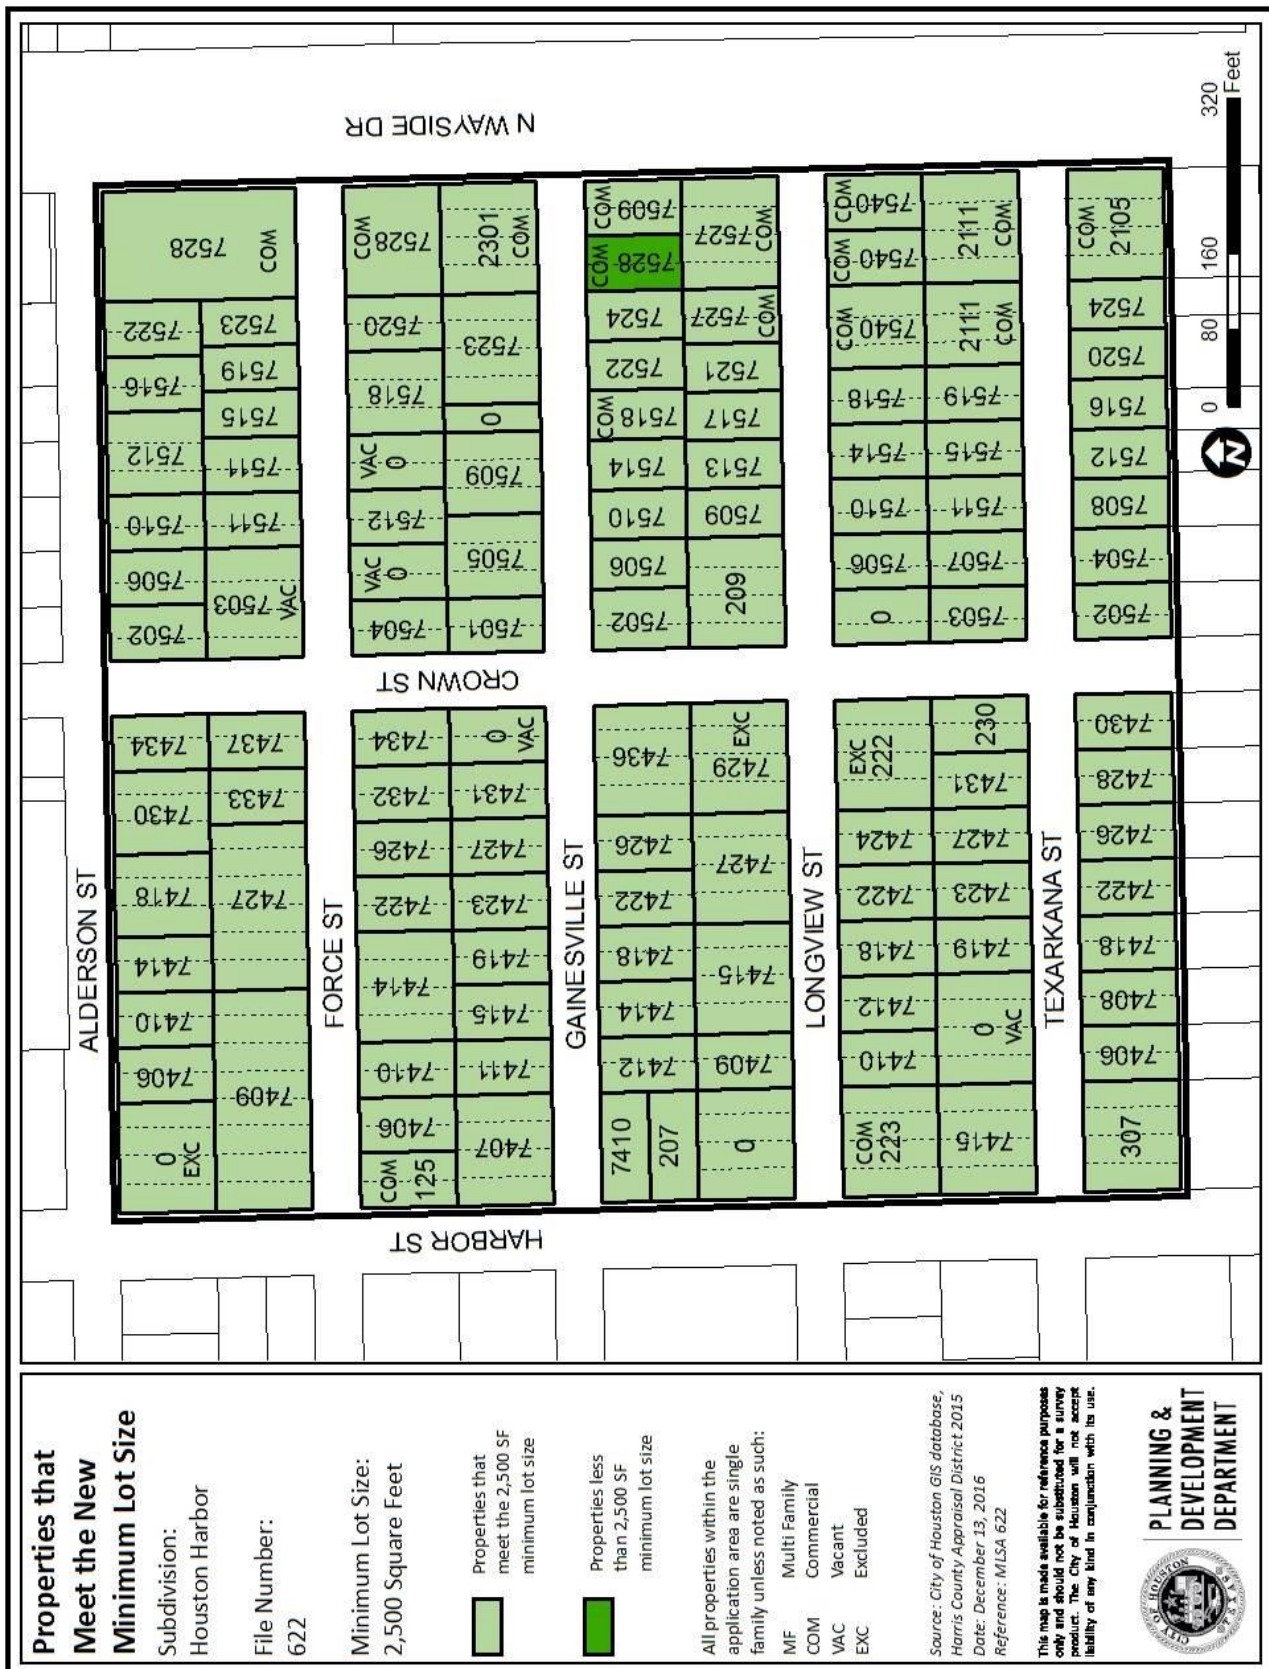 Properties that
Meet the New
Minimum Lot Size
Subdivision:
Houston Harbor
File Number:
622
Minimum Lot Size:
2,500 Square Feet
Properties that
meet the 2,500 SF
minimum lot size
Properties less
than 2,500 SF
minimum lot size
All properties within the
application area are single
family unless noted as such:
MF Multi Family
COM Commercial
VAC Vacant
EXC Excluded
Source: City of Houston GIS database,
Harris County Appraisal District 2015
Date: December 13, 2016
Reference: MLSA 622
This map is made available for reference purposes
only and should not be substituted for a survey
product. The City of Houston will not accept
liability of any kind in conjunction with its use.
CITY OF HOUSTON
TEXAS
PLANNING &
DEVELOPMENT
DEPARTMENT
ALDERSON ST
0
EXC
7406
7410
7414
7418
7430
7434
7502
7506
7510
7512
7516
7522
7528
COM
7409
7427
7433
7437
7503
VAC
7511
7511
7515
7519
7523
FORCE ST
COM
125
7406
7410
7414
7422
7426
7432
7434
7504
VAC
0
7512
VAC
0
7518
7520
COM
7528
7407
7411
7415
7419
7423
7427
7431
0
VAC
7501
7505
7509
0
7523
2301
COM
HARBOR ST
CROWN ST
N WAYSIDE DR
GAINESVILLE ST
7410
207
7412
7414
7418
7422
7426
7436
7502
7506
7510
7514
COM
7518
7522
7524
COM
7528
COM
7509
0
7409
7415
7427
7429
EXC
209
7509
7513
7517
7521
7527
COM
7527
COM
LONGVIEW ST
COM
223
7410
7412
7418
7422
7424
EXC
222
0
7506
7510
7514
7518
COM
7540
COM
7540
COM
7540
7415
0
VAC
7419
7423
7427
7431
230
7503
7507
7511
7515
7519
2111
COM
2111
COM
TEXARKANA ST
307
7406
7408
7418
7422
7426
7428
7430
7502
7504
7508
7512
7516
7520
7524
COM
2105
N
0 80 160 320
Feet